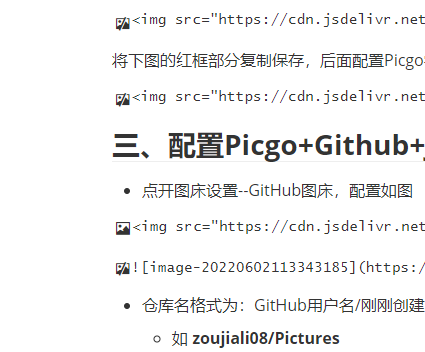 <img src="https://cdn.jsdelivr.net
将下图的红框部分复制保存，后面配置Picgo
<img src="https://cdn.jsdelivr.net
三、配置Picgo+Github+
点开图床设置--GitHub图床，配置如图
<img src="https://cdn.jsdelivr.net
![image-20220602113343185](https:/
仓库名格式为：GitHub用户名/刚刚创建
如 zoujiali08/Pictures